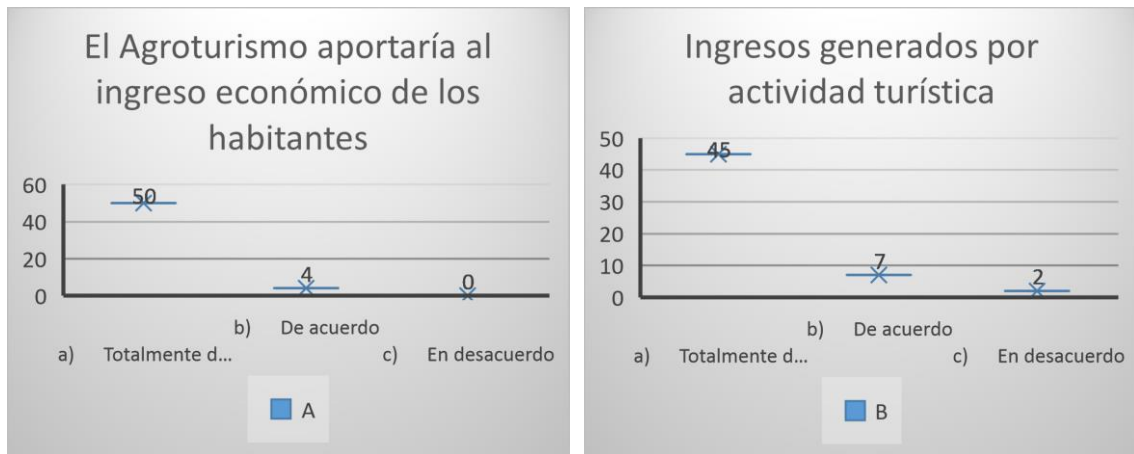 El Agroturismo aportaría al
ingreso económico de los
habitantes
60
50
40
20
4
0
0
b) De acuerdo
a) Totalmente d...
c) En desacuerdo
A
Ingresos generados por
actividad turística
50
45
40
30
20
10
7
2
0
b) De acuerdo
a) Totalmente d...
c) En desacuerdo
B